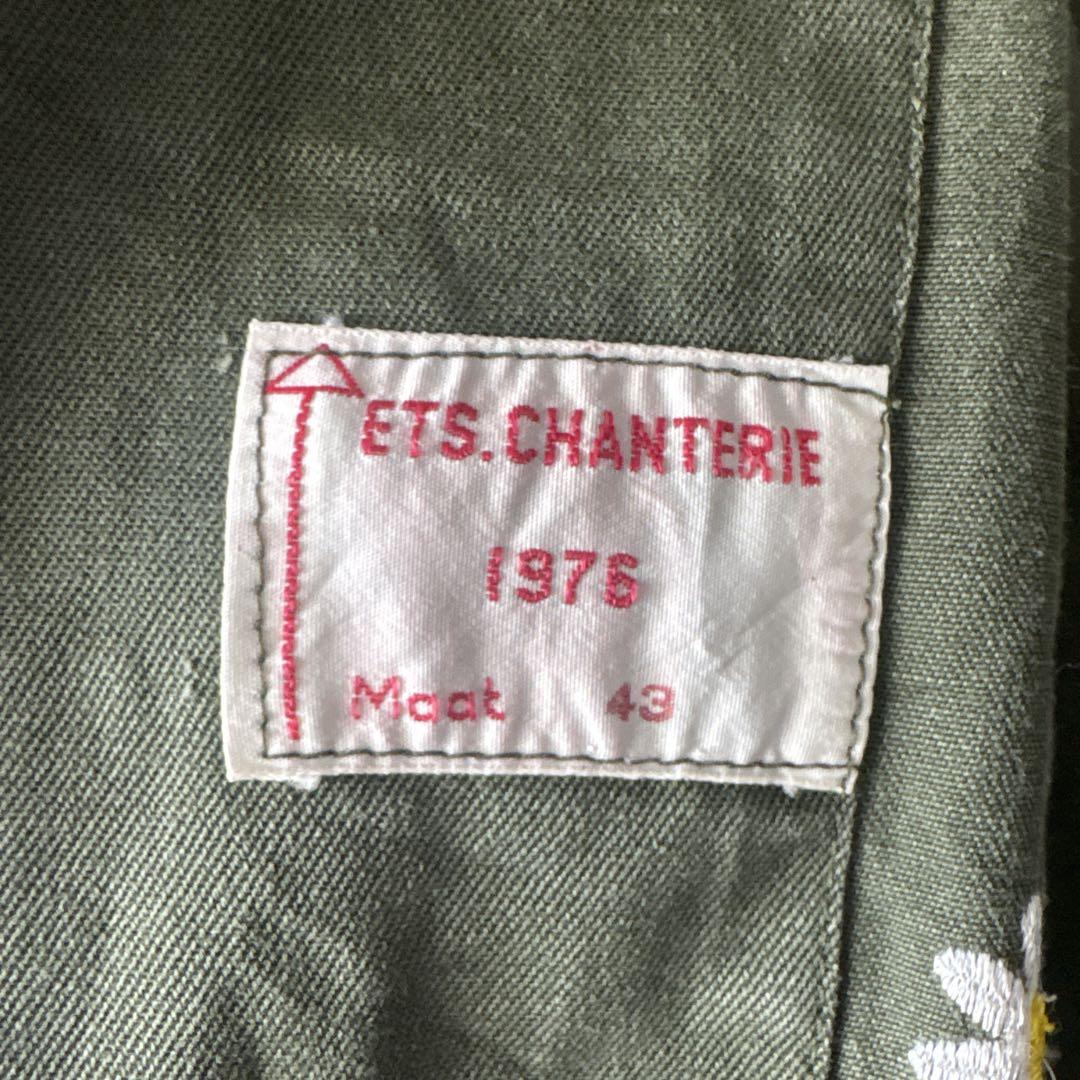 ETS.CHANTERIE
1976
Maat 43